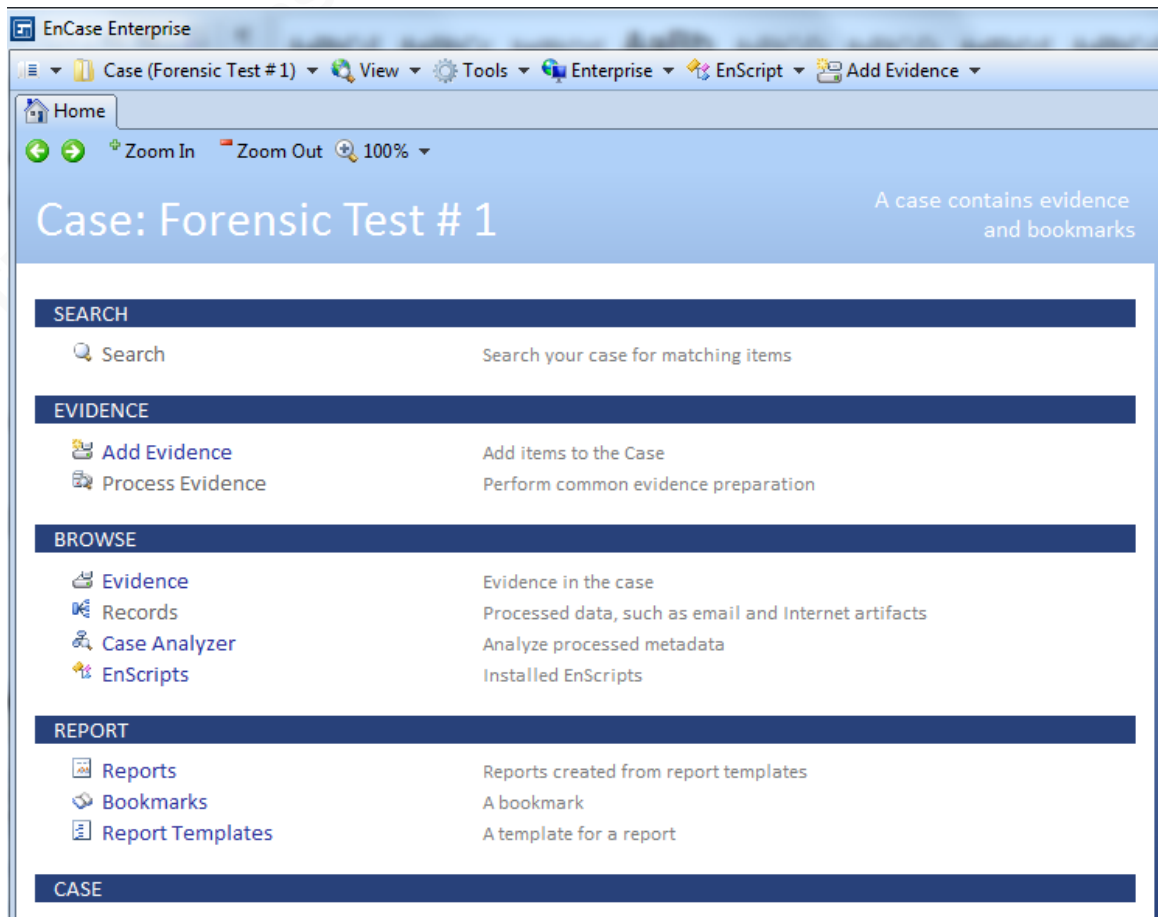 EnCase Enterprise
Case (Forensic Test #1) View Tools Enterprise EnScript Add Evidence
Home
Zoom In Zoom Out 100%
Case: Forensic Test # 1
A case contains evidence
and bookmarks
SEARCH
Search Search your case for matching items
EVIDENCE
Add Evidence Add items to the Case
Process Evidence Perform common evidence preparation
BROWSE
Evidence Evidence in the case
Records Processed data, such as email and Internet artifacts
Case Analyzer Analyze processed metadata
EnScripts Installed EnScripts
REPORT
Reports Reports created from report templates
Bookmarks A bookmark
Report Templates A template for a report
CASE